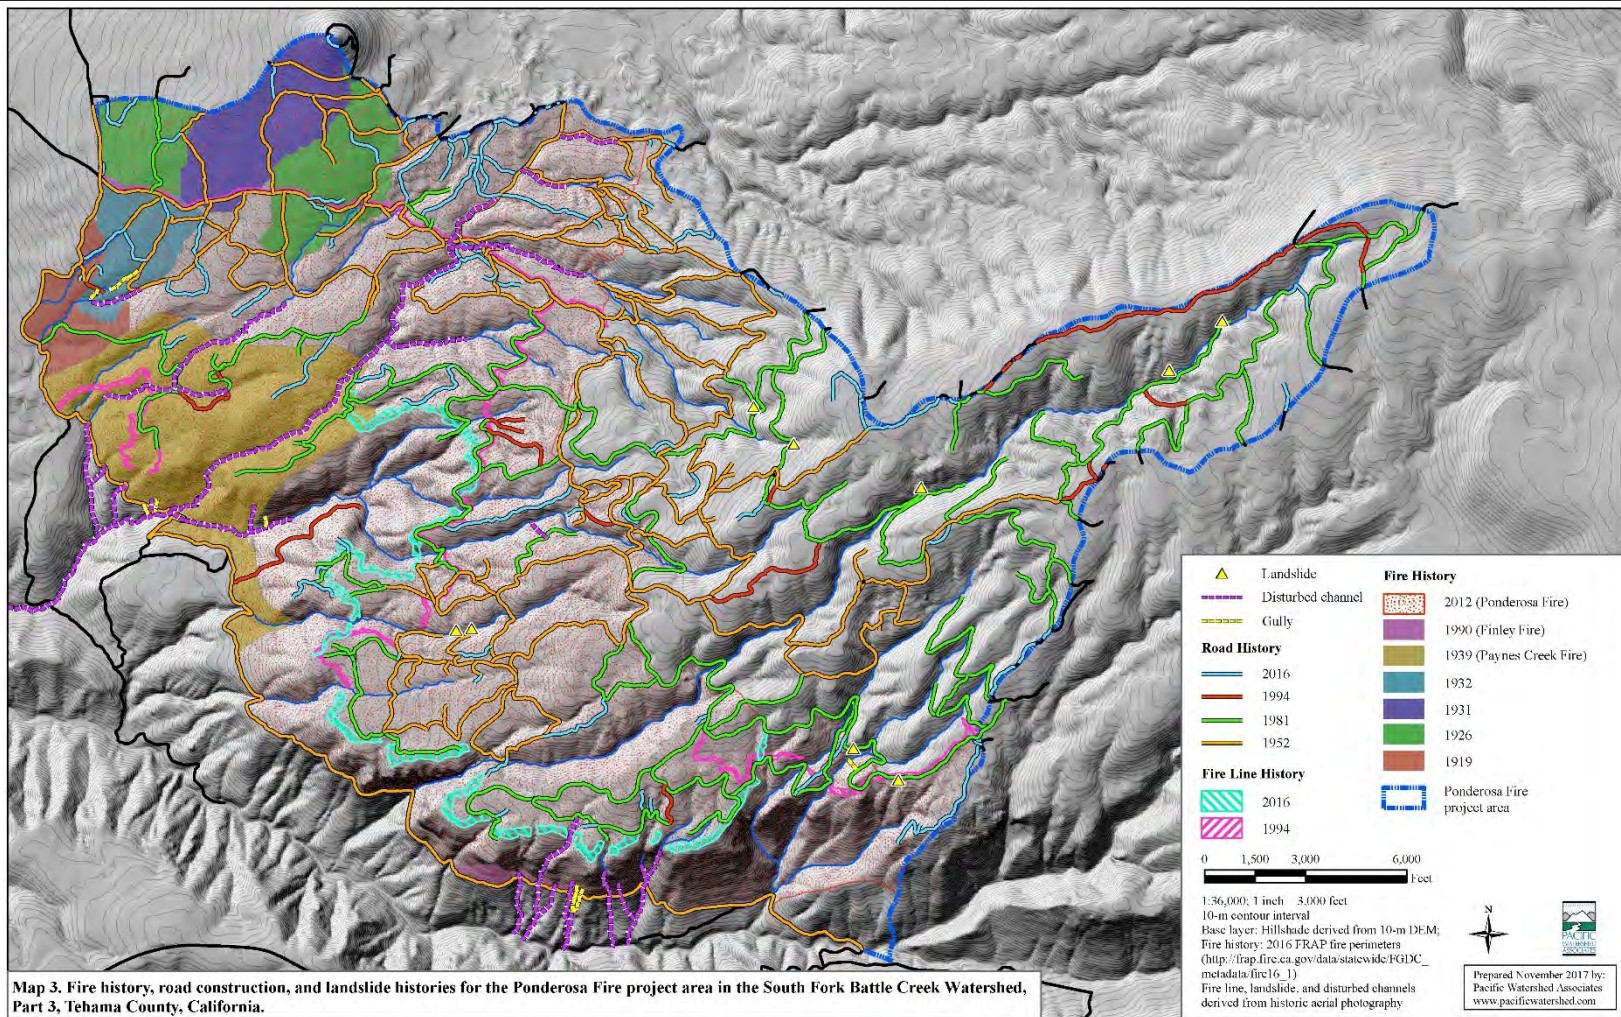 Landslide
Disturbed channel
Gully
Road History
2016
1994
1981
1952
Fire Line History
2016
1994
Fire History
2012 (Ponderosa Fire)
1990 (Finley Fire)
1939 (Paynes Creek Fire)
1932
1931
1926
1919
Ponderosa Fire
project area
0 1,500 3,000 6,000
Feet
1:36,000; 1 inch 3,000 feet
10-m contour interval
Base layer: Hillshade derived from 10-m DEM;
Fire history: 2016 FRAP fire perimeters
(http://frap.fire.ca.gov/data/statewide/FGDC_
metadata/fire16_1)
Fire line, landslide, and disturbed channels
derived from historic aerial photography
N
PACIFIC
WATERSHED
ASSOCIATES
Prepared November 2017 by:
Pacific Watershed Associates
www.pacificwatershed.com
Map 3. Fire history, road construction, and landslide histories for the Ponderosa Fire project area in the South Fork Battle Creek Watershed,
Part 3, Tehama County, California.